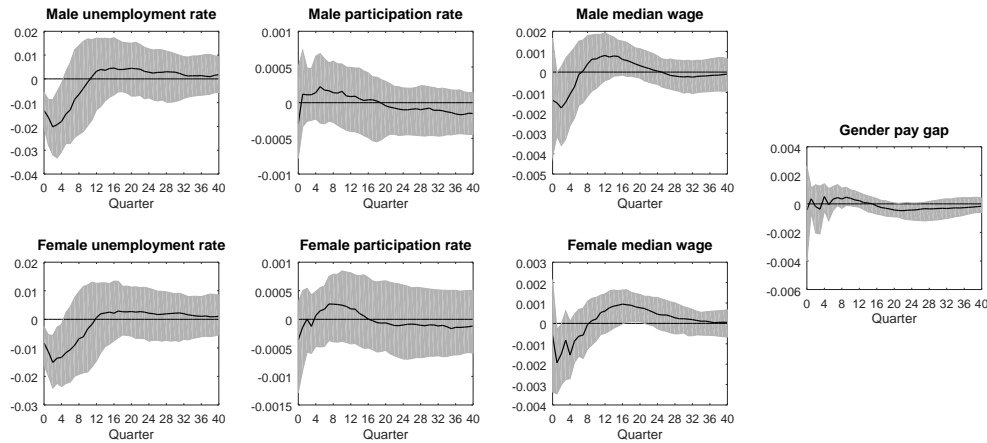 Male unemployment rate
0.02
0.01
0
-0.01
-0.02
-0.03
-0.04
0 4 8 12 16 20 24 28 32 36 40
Quarter
Male participation rate
0.001
0.0005
0
-0.0005
-0.001
0 4 8 12 16 20 24 28 32 36 40
Quarter
Male median wage
0.002
0.001
0
-0.001
-0.002
-0.003
-0.004
-0.005
0 4 8 12 16 20 24 28 32 36 40
Quarter
Gender pay gap
0.004
0.002
0
-0.002
-0.004
-0.006
0 4 8 12 16 20 24 28 32 36 40
Quarter
Female unemployment rate
0.02
0.01
0
-0.01
-0.02
-0.03
0 4 8 12 16 20 24 28 32 36 40
Quarter
Female participation rate
0.001
0.0005
0
-0.0005
-0.001
-0.0015
0 4 8 12 16 20 24 28 32 36 40
Quarter
Female median wage
0.003
0.002
0.001
0
-0.001
-0.002
-0.003
-0.004
0 4 8 12 16 20 24 28 32 36 40
Quarter